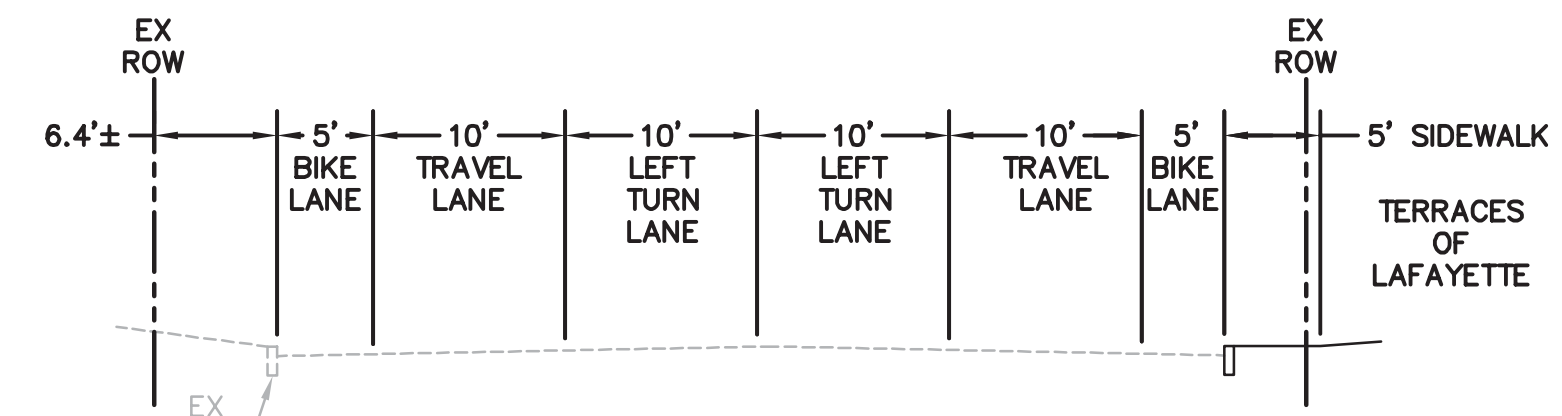 EX
ROW
EX
ROW
6.4'±
5'
BIKE
LANE
10'
TRAVEL
LANE
10'
LEFT
TURN
LANE
10'
LEFT
TURN
LANE
10'
TRAVEL
LANE
5'
BIKE
LANE
5' SIDEWALK
TERRACES
OF
LAFAYETTE
EX